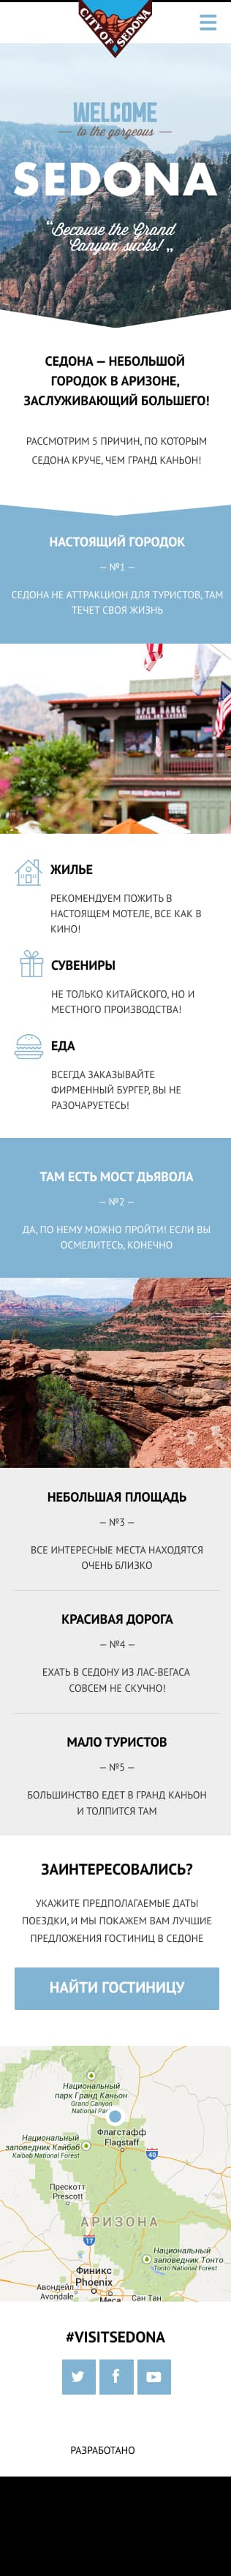 CITY OF SEDONA
WELCOME
— to the gorgeous —
SEDONA
“Because the Grand
Canyon sucks!„
СЕДОНА — НЕБОЛЬШОЙ
ГОРОДОК В АРИЗОНЕ,
ЗАСЛУЖИВАЮЩИЙ БОЛЬШЕГО!
РАССМОТРИМ 5 ПРИЧИН, ПО КОТОРЫМ
СЕДОНА КРУЧЕ, ЧЕМ ГРАНД КАНЬОН!
НАСТОЯЩИЙ ГОРОДОК
— №1 —
СЕДОНА НЕ АТТРАКЦИОН ДЛЯ ТУРИСТОВ, ТАМ
ТЕЧЕТ СВОЯ ЖИЗНЬ
OPEN RANGE
ЖИЛЬЕ
РЕКОМЕНДУЕМ ПОЖИТЬ В
НАСТОЯЩЕМ МОТЕЛЕ, ВСЕ КАК В
КИНО!
СУВЕНИРЫ
НЕ ТОЛЬКО КИТАЙСКОГО, НО И
МЕСТНОГО ПРОИЗВОДСТВА!
ЕДА
ВСЕГДА ЗАКАЗЫВАЙТЕ
ФИРМЕННЫЙ БУРГЕР, ВЫ НЕ
РАЗОЧАРУЕТЕСЬ!
ТАМ ЕСТЬ МОСТ ДЬЯВОЛА
— №2 —
ДА, ПО НЕМУ МОЖНО ПРОЙТИ! ЕСЛИ ВЫ
ОСМЕЛИТЕСЬ, КОНЕЧНО
НЕБОЛЬШАЯ ПЛОЩАДЬ
— №3 —
ВСЕ ИНТЕРЕСНЫЕ МЕСТА НАХОДЯТСЯ
ОЧЕНЬ БЛИЗКО
КРАСИВАЯ ДОРОГА
— №4 —
ЕХАТЬ В СЕДОНУ ИЗ ЛАС-ВЕГАСА
СОВСЕМ НЕ СКУЧНО!
МАЛО ТУРИСТОВ
— №5 —
БОЛЬШИНСТВО ЕДЕТ В ГРАНД КАНЬОН
И ТОЛПИТСЯ ТАМ
ЗАИНТЕРЕСОВАЛИСЬ?
УКАЖИТЕ ПРЕДПОЛАГАЕМЫЕ ДАТЫ
ПОЕЗДКИ, И МЫ ПОКАЖЕМ ВАМ ЛУЧШИЕ
ПРЕДЛОЖЕНИЯ ГОСТИНИЦ В СЕДОНЕ
НАЙТИ ГОСТИНИЦУ
Национальный
парк Гранд Каньон
Grand Canyon
National Pa
Флагстафф
Flagstaff
Национальный
заповедник Кайбаб
Kaibab National Forest
40
Прескотт
Prescott
АРИЗОНА
17
Национальный
заповедник Тонто
Tonto National Forest
Финикс
Phoenix
Авондейл
Avondale
Меса
Сан Тан
#VISITSEDONA
РАЗРАБОТАНО